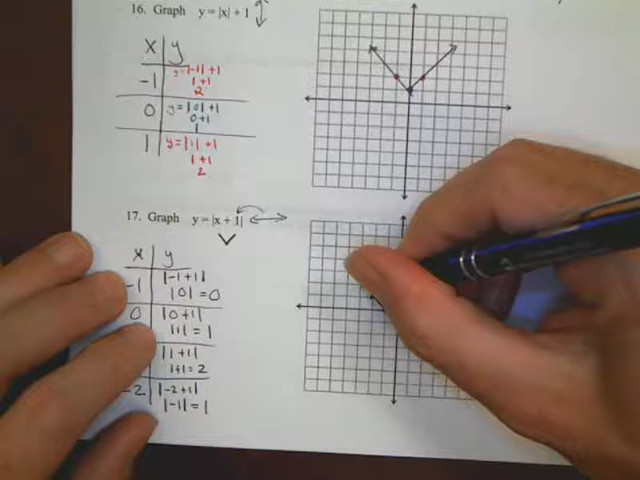 16. Graph y = |x| + 1
x y
-1 y=|-1|+1
1+1
2
0 y=|0|+1
0+1
1
1 y=|1|+1
1+1
2
17. Graph y = |x + 1|
x y
-1 |-1+1|
|0|=0
0 |0+1|
|1|=1
|1+1|
1+1=2
-2 |-2+1|
|-1|=1